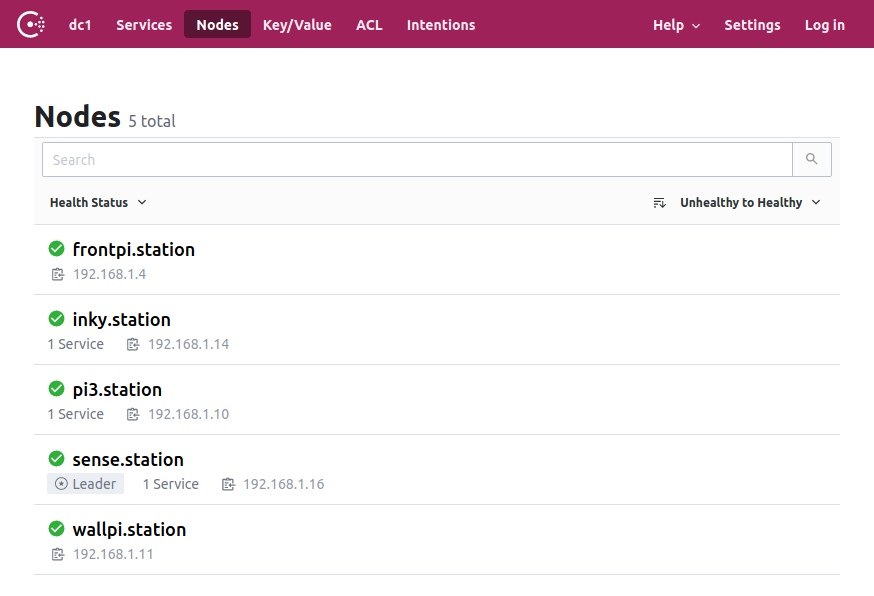 dc1 Services Nodes Key/Value ACL Intentions Help Settings Log in
Nodes 5 total
Search
Health Status Unhealthy to Healthy
frontpi.station
192.168.1.4
inky.station
1 Service 192.168.1.14
pi3.station
1 Service 192.168.1.10
sense.station
Leader 1 Service 192.168.1.16
wallpi.station
192.168.1.11